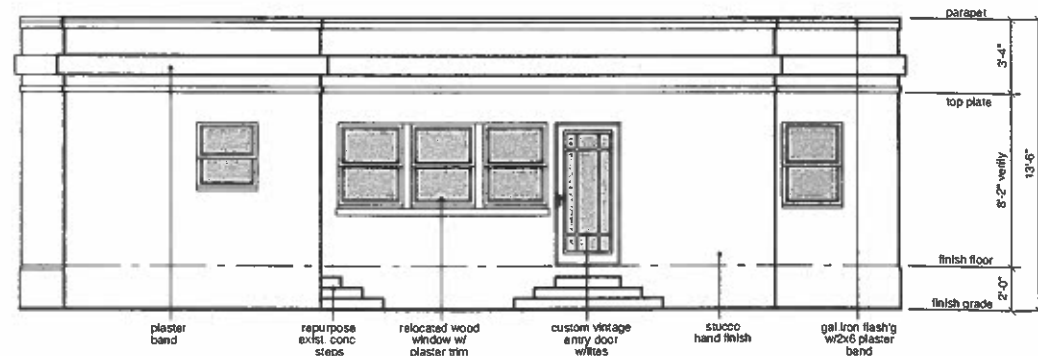 parapet
3'-4"
top plate
8'-2" verify
13'-6"
finish floor
2'-0"
finish grade
plaster
band
repurpose
exist. conc
steps
relocated wood
window w/
plaster trim
custom vintage
entry door
w/lites
stucco
hand finish
gal.iron flash'g
w/2x6 plaster
band